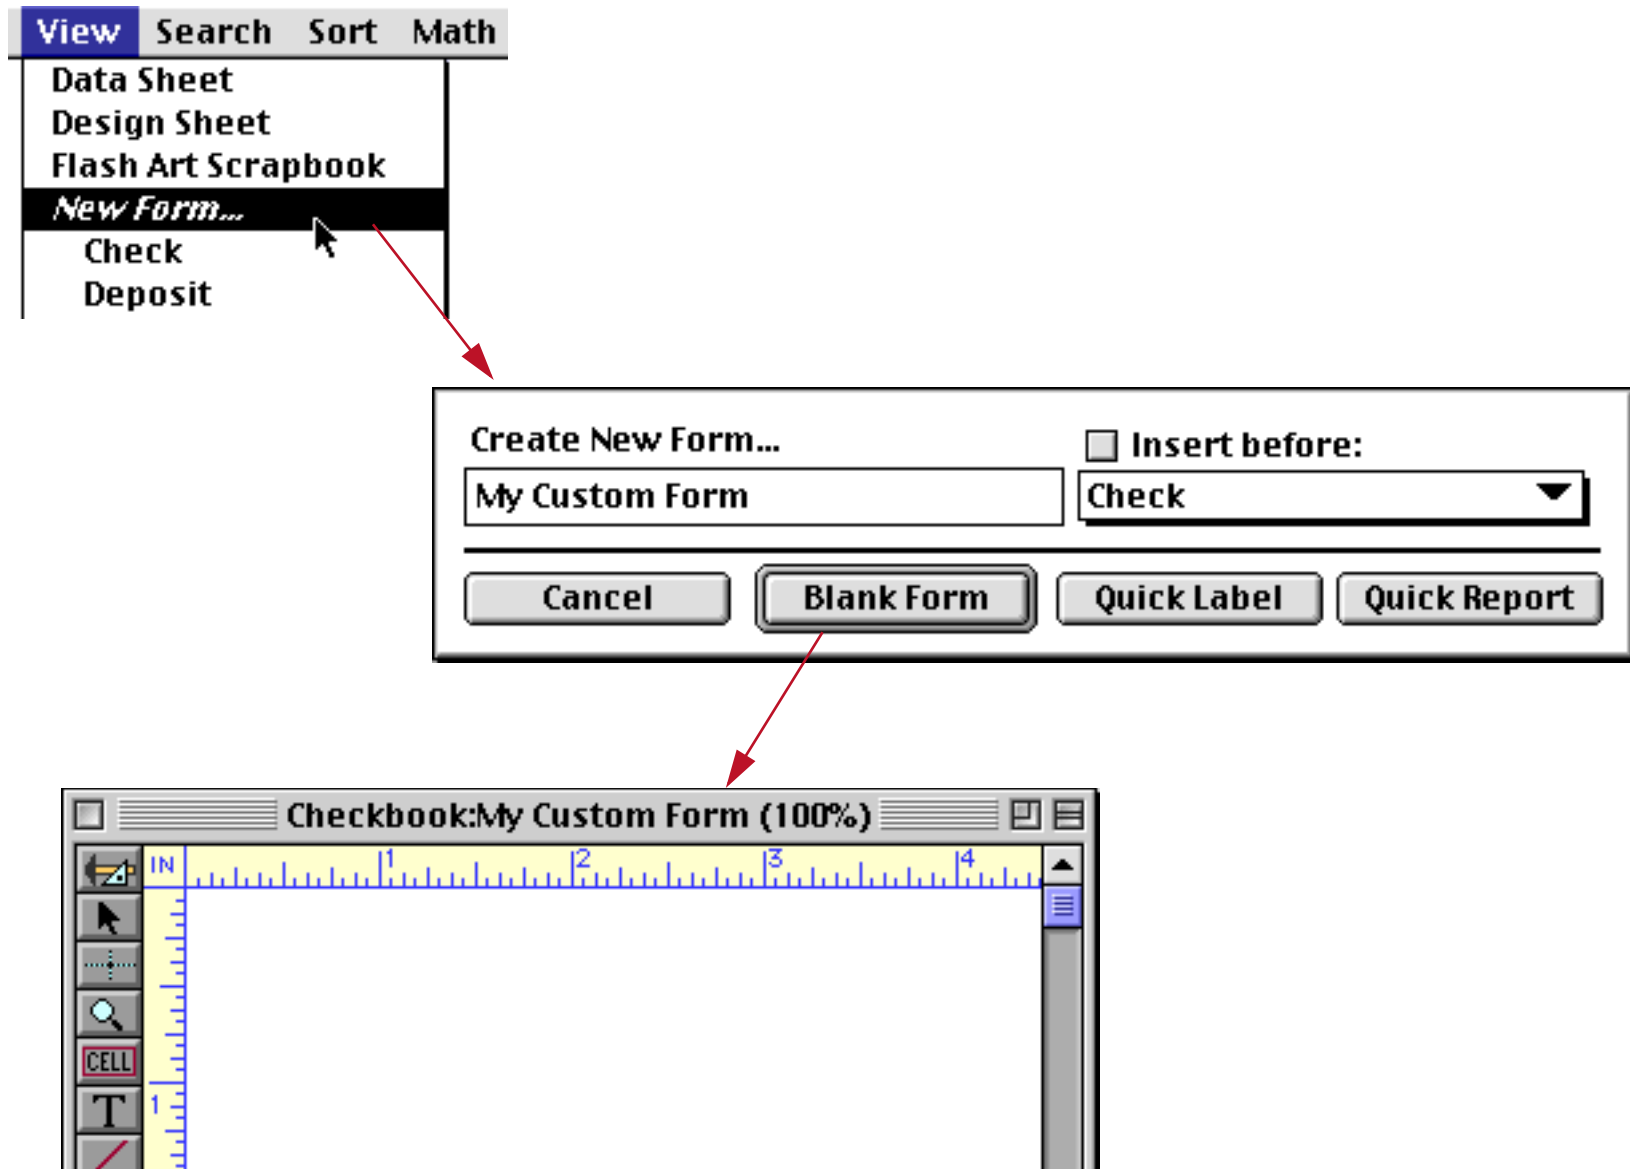 View Search Sort Math
Data Sheet
Design Sheet
Flash Art Scrapbook
New Form...
Check
Deposit
Create New Form...
Insert before:
My Custom Form
Check
Cancel
Blank Form
Quick Label
Quick Report
Checkbook:My Custom Form (100%)
IN 1 2 3 4
CELL
T
1